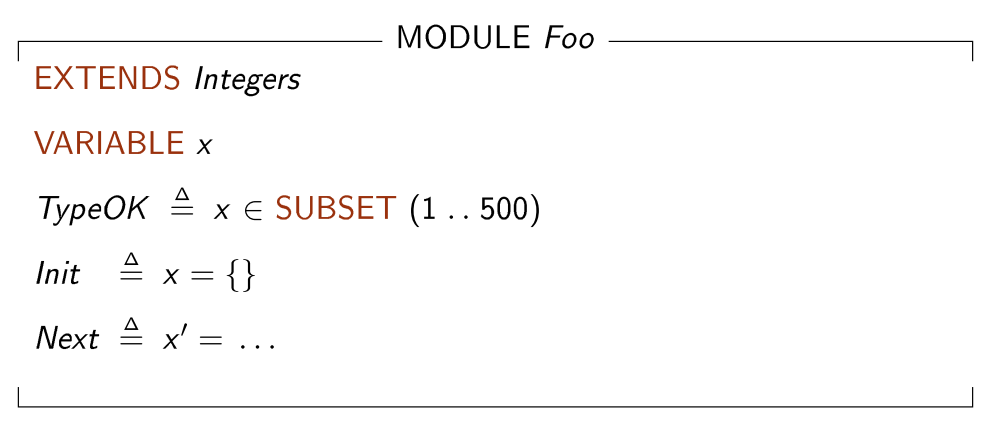 MODULE Foo
EXTENDS Integers
VARIABLE x
TypeOK ≜ x ∈ SUBSET (1 . . 500)
Init ≜ x = {}
Next ≜ x′ = . . .